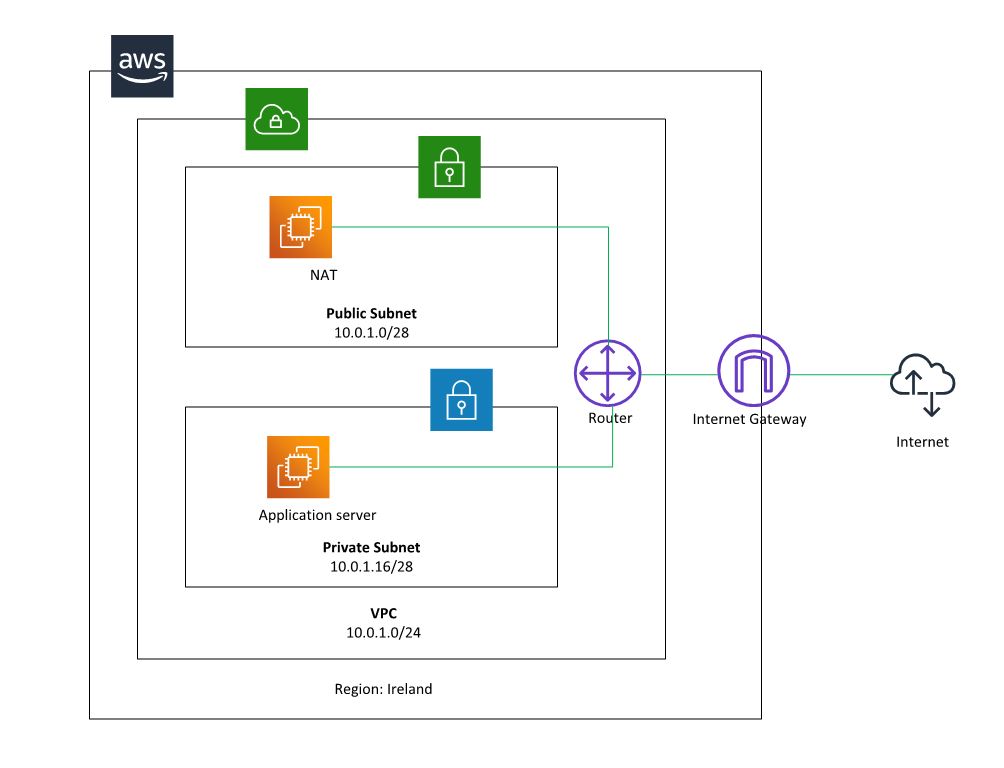 aws
NAT
Public Subnet
10.0.1.0/28
Router
Internet Gateway
Internet
Application server
Private Subnet
10.0.1.16/28
VPC
10.0.1.0/24
Region: Ireland